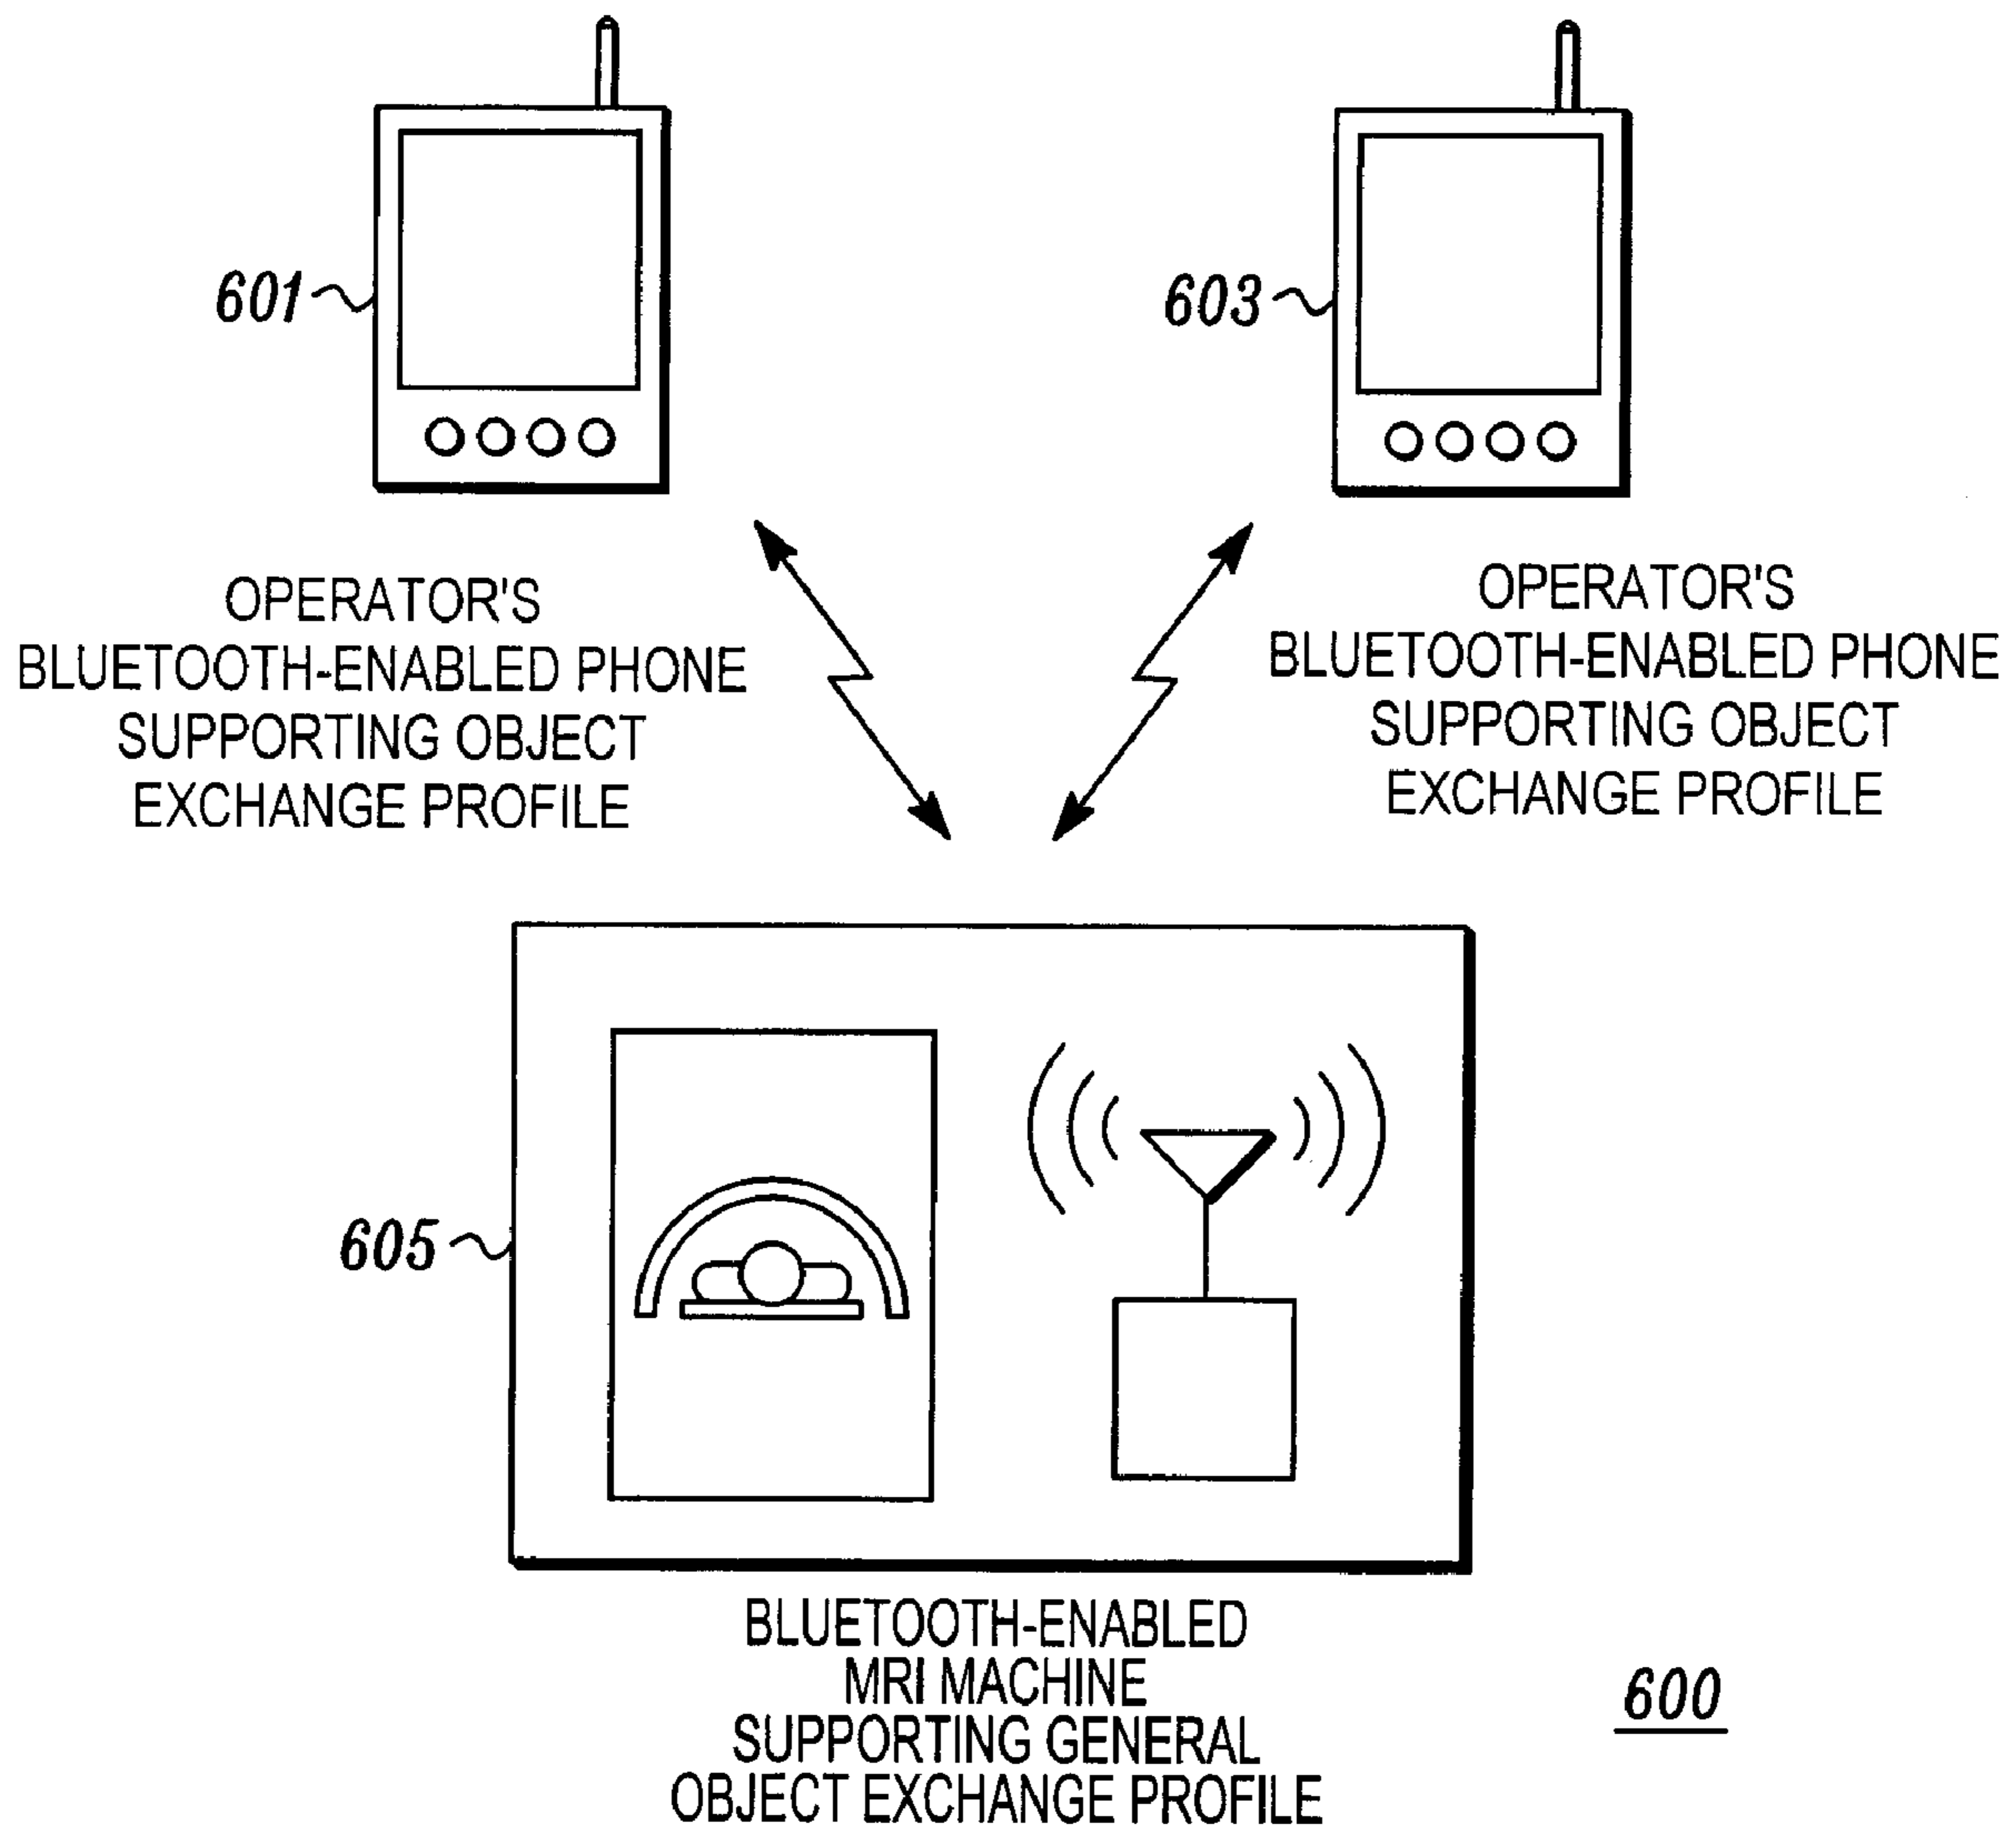 601
603
OPERATOR'S
BLUETOOTH-ENABLED PHONE
SUPPORTING OBJECT
EXCHANGE PROFILE
OPERATOR'S
BLUETOOTH-ENABLED PHONE
SUPPORTING OBJECT
EXCHANGE PROFILE
605
BLUETOOTH-ENABLED
MRI MACHINE
SUPPORTING GENERAL
OBJECT EXCHANGE PROFILE
600